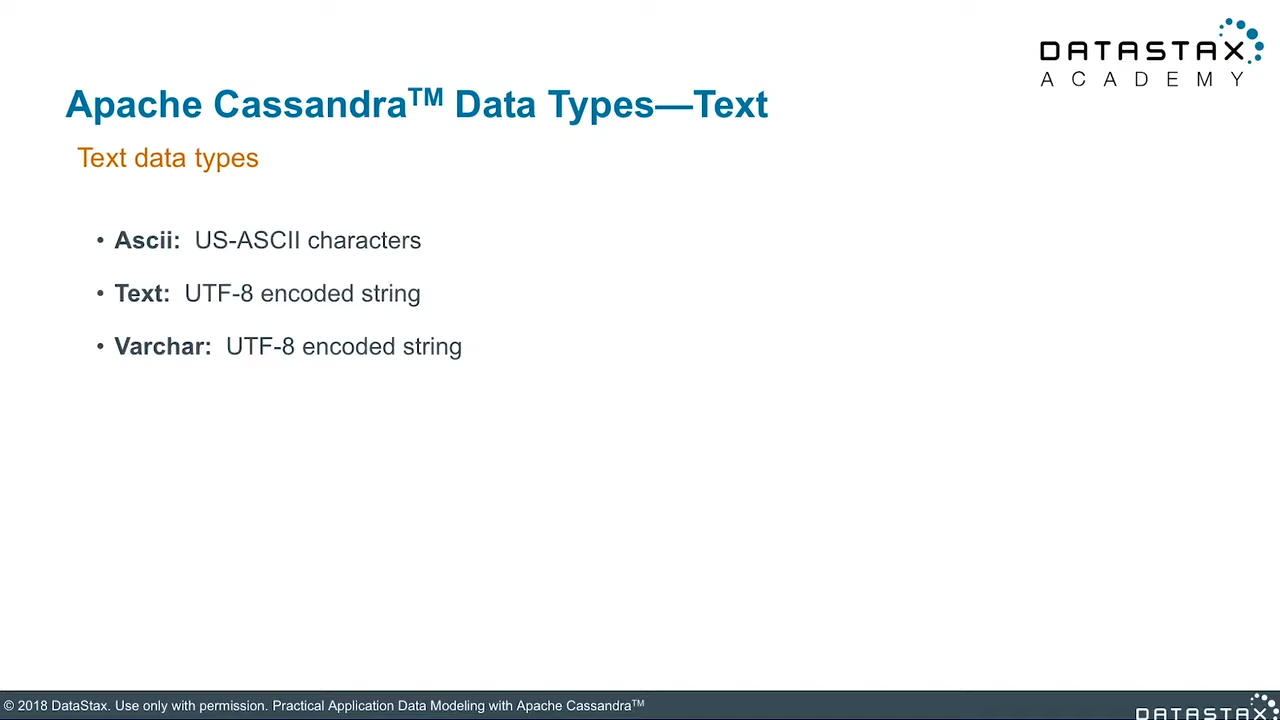 DATASTAX
ACADEMY
Apache Cassandra™ Data Types—Text
Text data types
• Ascii: US-ASCII characters
• Text: UTF-8 encoded string
• Varchar: UTF-8 encoded string
© 2018 DataStax. Use only with permission. Practical Application Data Modeling with Apache Cassandra™
DATASTAX